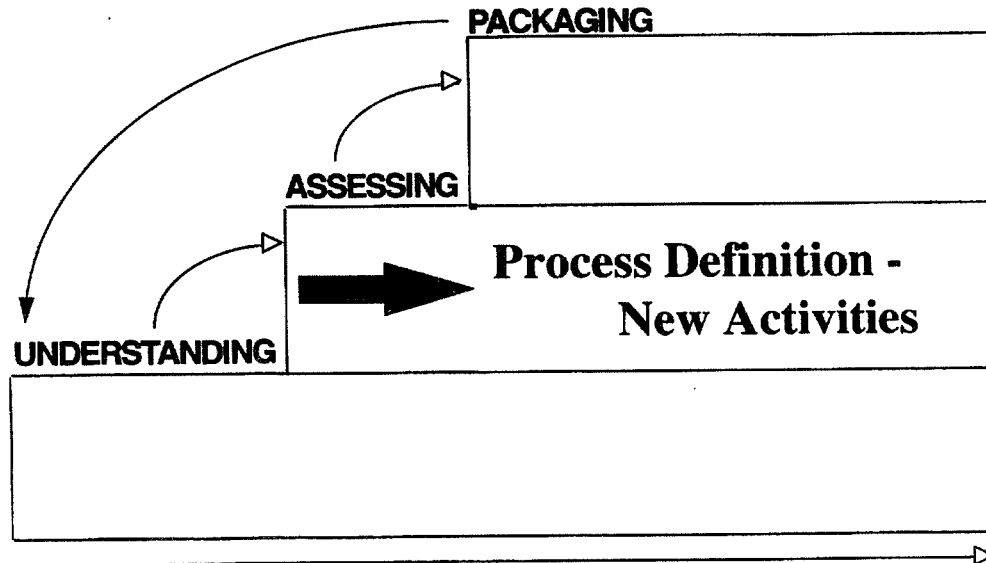 PACKAGING
ASSESSING
Process Definition -
New Activities
UNDERSTANDING